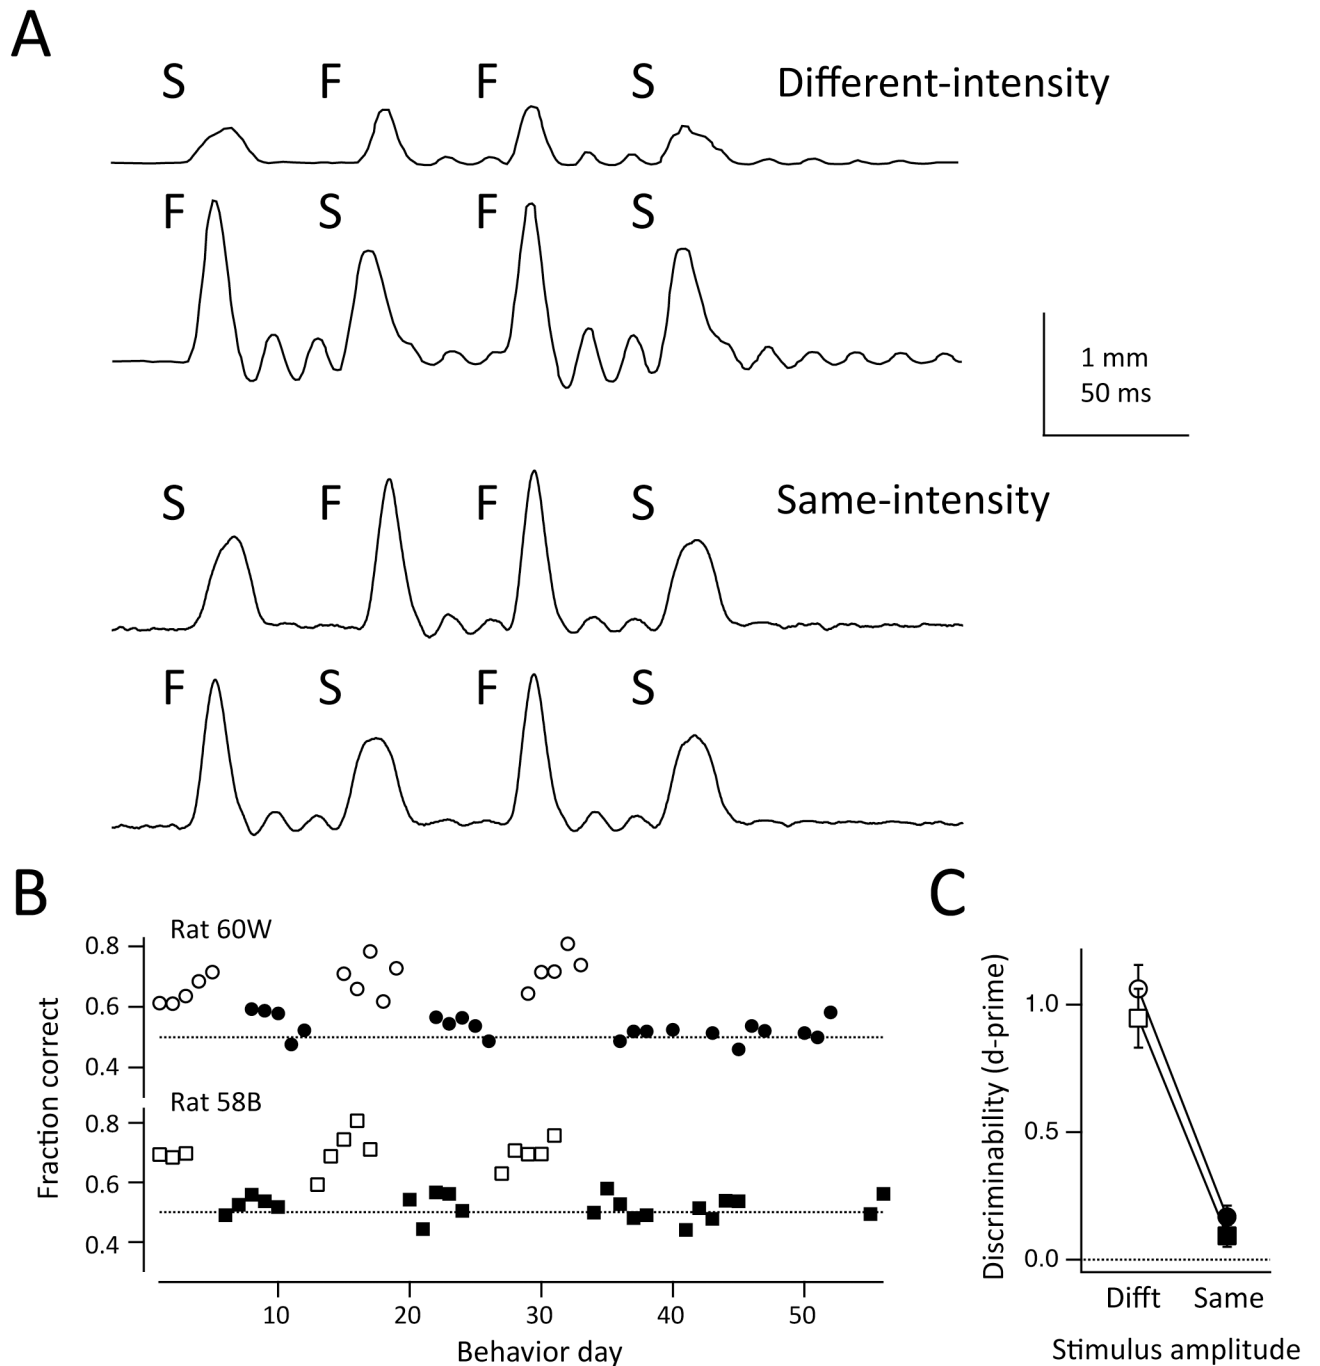 A
S F F S Different-intensity
F S F S
1 mm
50 ms
S F F S Same-intensity
F S F S
B
Rat 60W
0.8
0.6
0.4
Rat 58B
0.8
0.6
0.4
Fraction correct
10 20 30 40 50
Behavior day
C
Discriminability (d-prime)
1.0
0.5
0.0
Difft Same
Stimulus amplitude